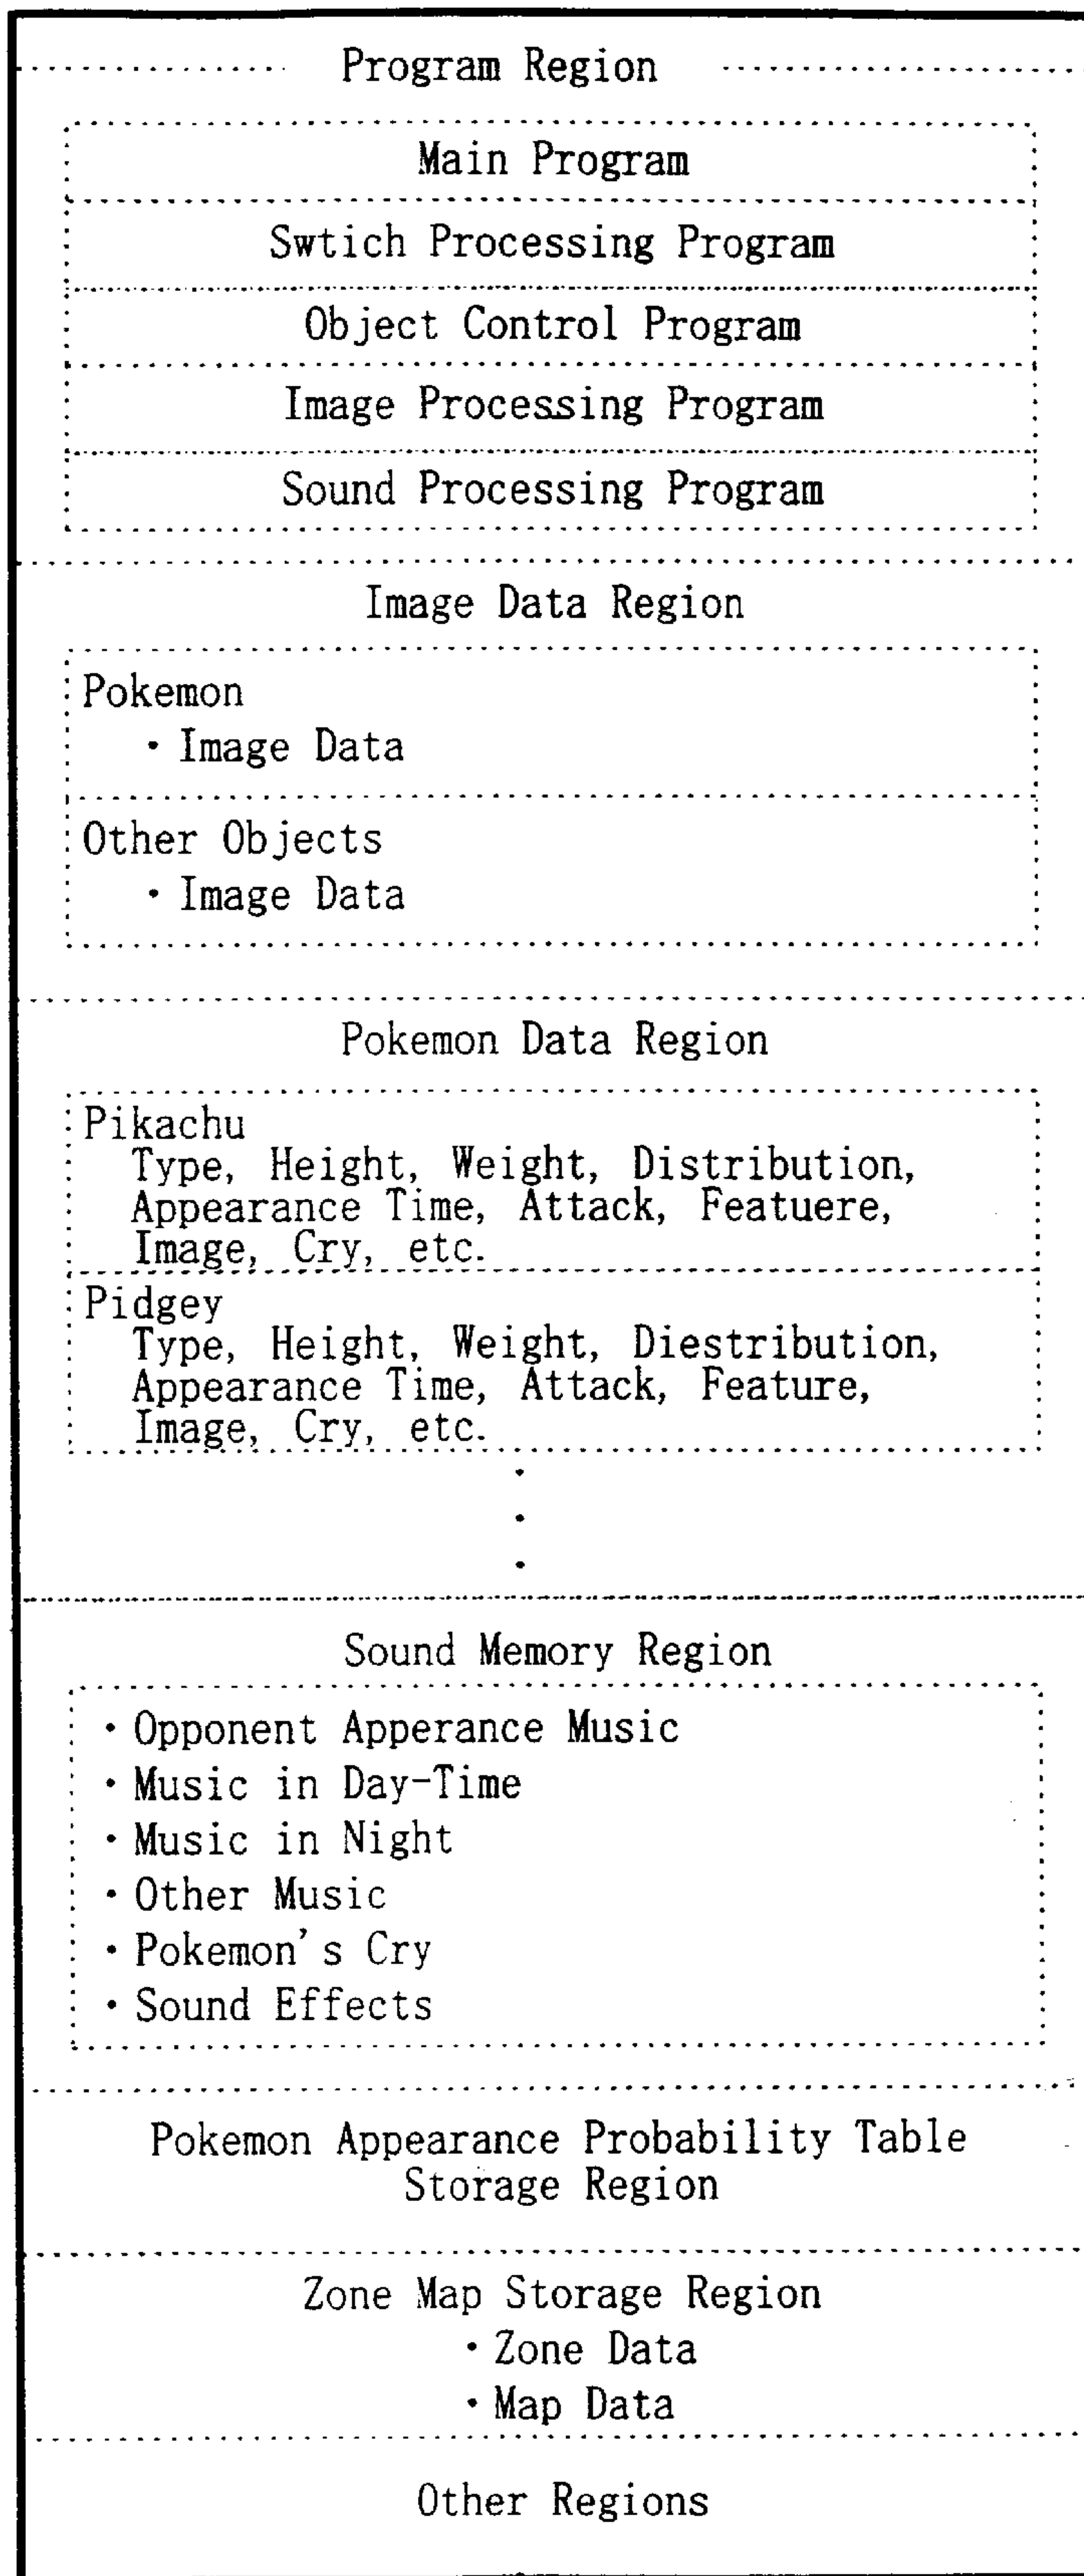 Program Region
Main Program
Swtich Processing Program
Object Control Program
Image Processing Program
Sound Processing Program
Image Data Region
Pokemon
・Image Data
Other Objects
・Image Data
Pokemon Data Region
Pikachu
Type, Height, Weight, Distribution,
Appearance Time, Attack, Featuere,
Image, Cry, etc.
Pidgey
Type, Height, Weight, Diestribution,
Appearance Time, Attack, Feature,
Image, Cry, etc.
Sound Memory Region
・Opponent Apperance Music
・Music in Day-Time
・Music in Night
・Other Music
・Pokemon's Cry
・Sound Effects
Pokemon Appearance Probability Table
Storage Region
Zone Map Storage Region
・Zone Data
・Map Data
Other Regions